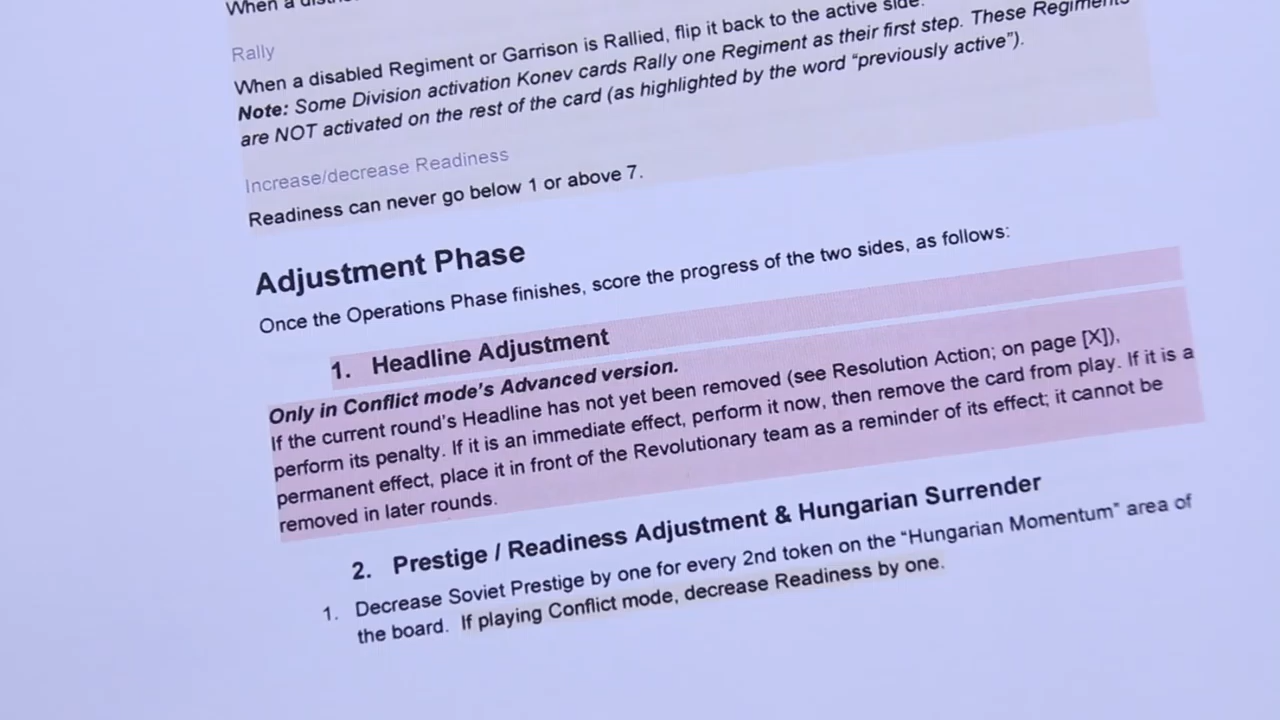 When a
Rally
When a disabled Regiment or Garrison is Rallied, flip it back to the active side.
Note: Some Division activation Konev cards Rally one Regiment as their first step. These Regiments
are NOT activated on the rest of the card (as highlighted by the word “previously active”).
Increase/decrease Readiness
Readiness can never go below 1 or above 7.
Adjustment Phase
Once the Operations Phase finishes, score the progress of the two sides, as follows:
1. Headline Adjustment
Only in Conflict mode’s Advanced version.
If the current round’s Headline has not yet been removed (see Resolution Action; on page [X]),
perform its penalty. If it is an immediate effect, perform it now, then remove the card from play. If it is a
permanent effect, place it in front of the Revolutionary team as a reminder of its effect; it cannot be
removed in later rounds.
2. Prestige / Readiness Adjustment & Hungarian Surrender
1. Decrease Soviet Prestige by one for every 2nd token on the “Hungarian Momentum” area of
the board. If playing Conflict mode, decrease Readiness by one.